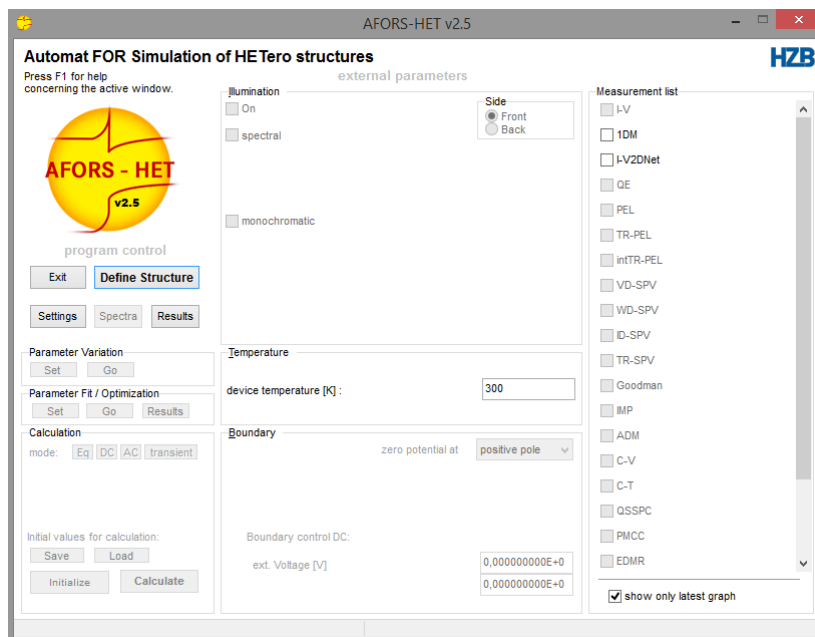 AFORS-HET v2.5
Automat FOR Simulation of HETero structures
HZB
Press F1 for help
concerning the active window.
AFORS - HET
v2.5
program control
Exit
Define Structure
Settings
Spectra
Results
Parameter Variation
Set
Go
Parameter Fit / Optimization
Set
Go
Results
Calculation
mode:
Eq
DC
AC
transient
Initial values for calculation:
Save
Load
Initialize
Calculate
external parameters
Illumination
On
spectral
monochromatic
Side
Front
Back
Temperature
device temperature [K] :
300
Boundary
zero potential at
positive pole
Boundary control DC:
ext. Voltage [V]
0,000000000E+0
0,000000000E+0
Measurement list
I-V
1DM
I-V2DNet
QE
PEL
TR-PEL
intTR-PEL
VD-SPV
WD-SPV
ID-SPV
TR-SPV
Goodman
IMP
ADM
C-V
C-T
QSSPC
PMCC
EDMR
show only latest graph